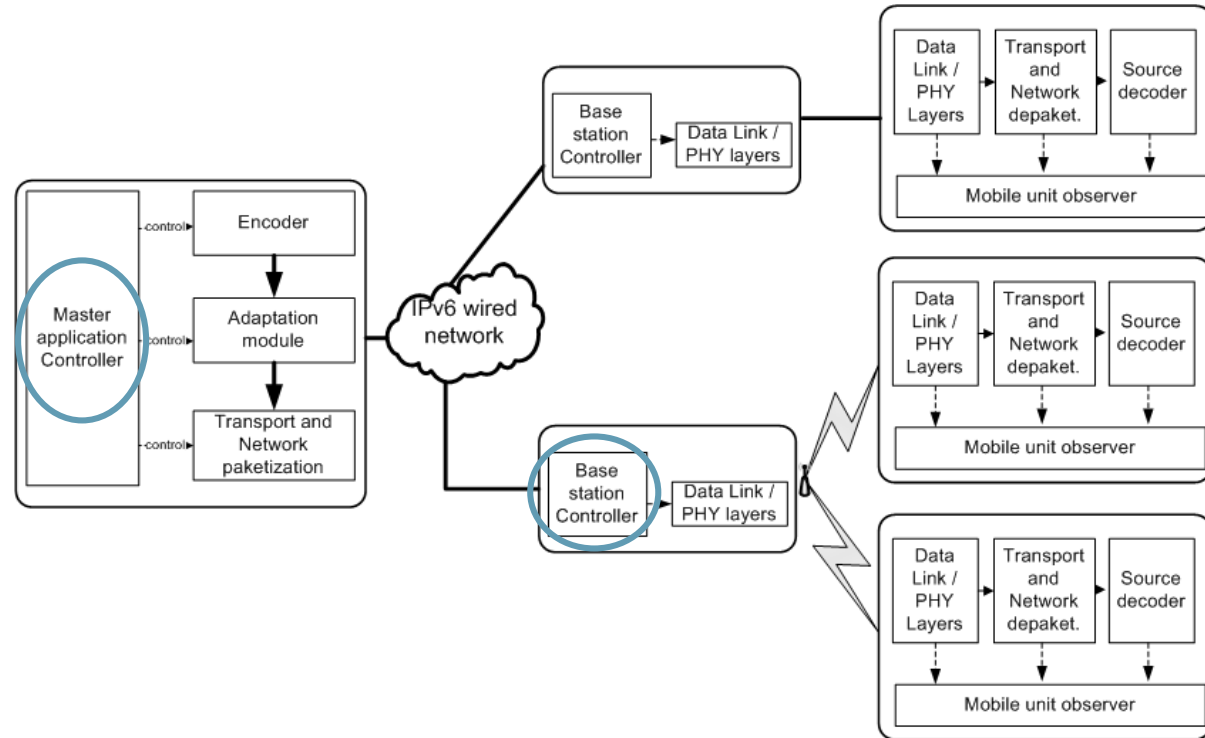 Master
application
Controller
control
Encoder
control
Adaptation
module
control
Transport and
Network
paketization
IPv6 wired
network
Base
station
Controller
Data Link /
PHY layers
Data
Link /
PHY
Layers
Transport
and
Network
depaket.
Source
decoder
Mobile unit observer
Base
station
Controller
Data Link /
PHY layers
Data
Link /
PHY
Layers
Transport
and
Network
depaket.
Source
decoder
Mobile unit observer
Data
Link /
PHY
Layers
Transport
and
Network
depaket.
Source
decoder
Mobile unit observer